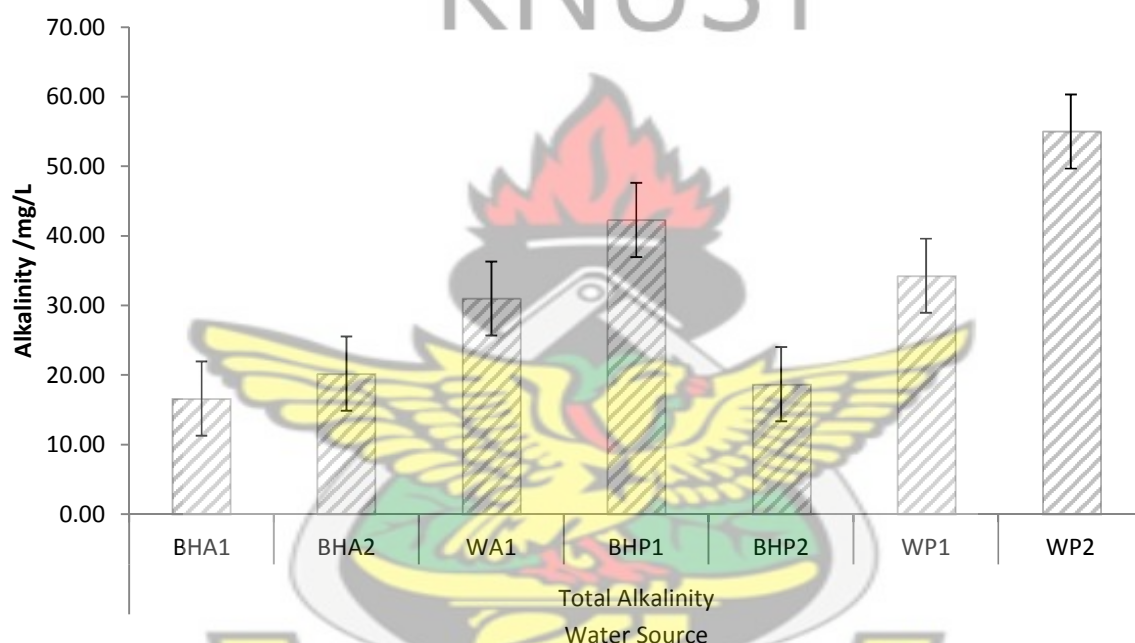 KNUST
70.00
60.00
50.00
40.00
30.00
20.00
10.00
0.00
Alkalinity /mg/L
BHA1 BHA2 WA1 BHP1 BHP2 WP1 WP2
Total Alkalinity
Water Source